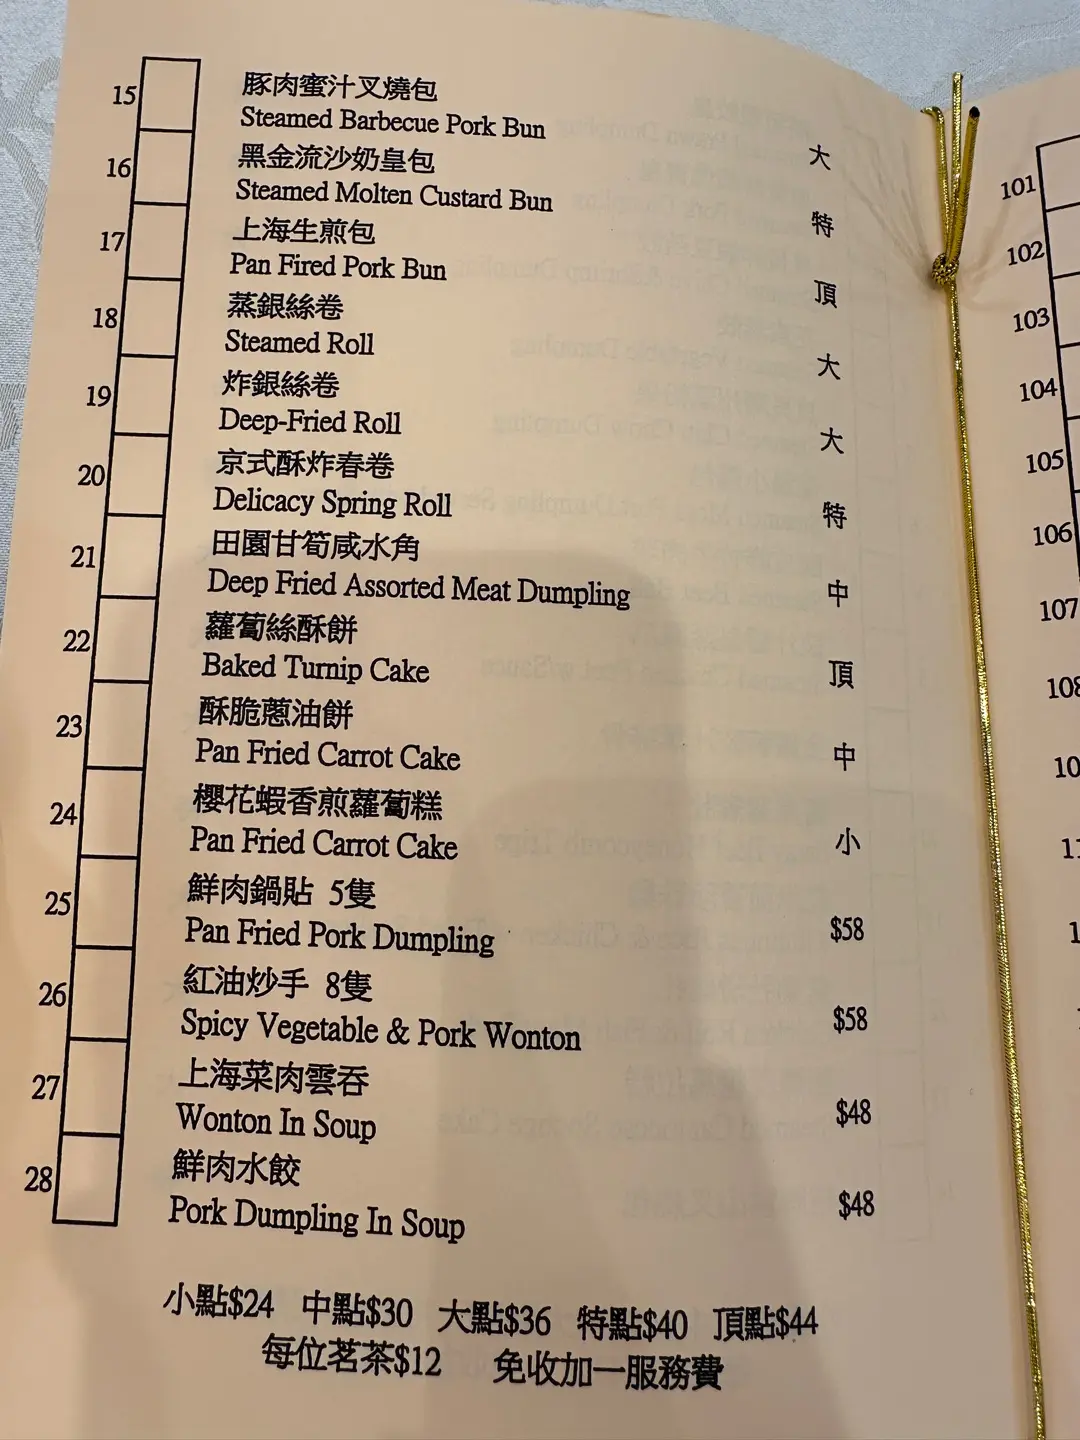 15
豚肉蜜汁叉燒包
Steamed Barbecue Pork Bun
大
16
黑金流沙奶皇包
Steamed Molten Custard Bun
特
17
上海生煎包
Pan Fired Pork Bun
頂
18
蒸銀絲卷
Steamed Roll
大
19
炸銀絲卷
Deep-Fried Roll
大
20
京式酥炸春卷
Delicacy Spring Roll
特
21
田園甘筍咸水角
Deep Fried Assorted Meat Dumpling
中
22
蘿蔔絲酥餅
Baked Turnip Cake
頂
23
酥脆蔥油餅
Pan Fried Carrot Cake
中
24
櫻花蝦香煎蘿蔔糕
Pan Fried Carrot Cake
小
25
鮮肉鍋貼 5隻
Pan Fried Pork Dumpling
$58
26
紅油炒手 8隻
Spicy Vegetable & Pork Wonton
$58
27
上海菜肉雲吞
Wonton In Soup
$48
28
鮮肉水餃
Pork Dumpling In Soup
$48
小點$24 中點$30 大點$36 特點$40 頂點$44
每位茗茶$12 免收加一服務費
101
102
103
104
105
106
107